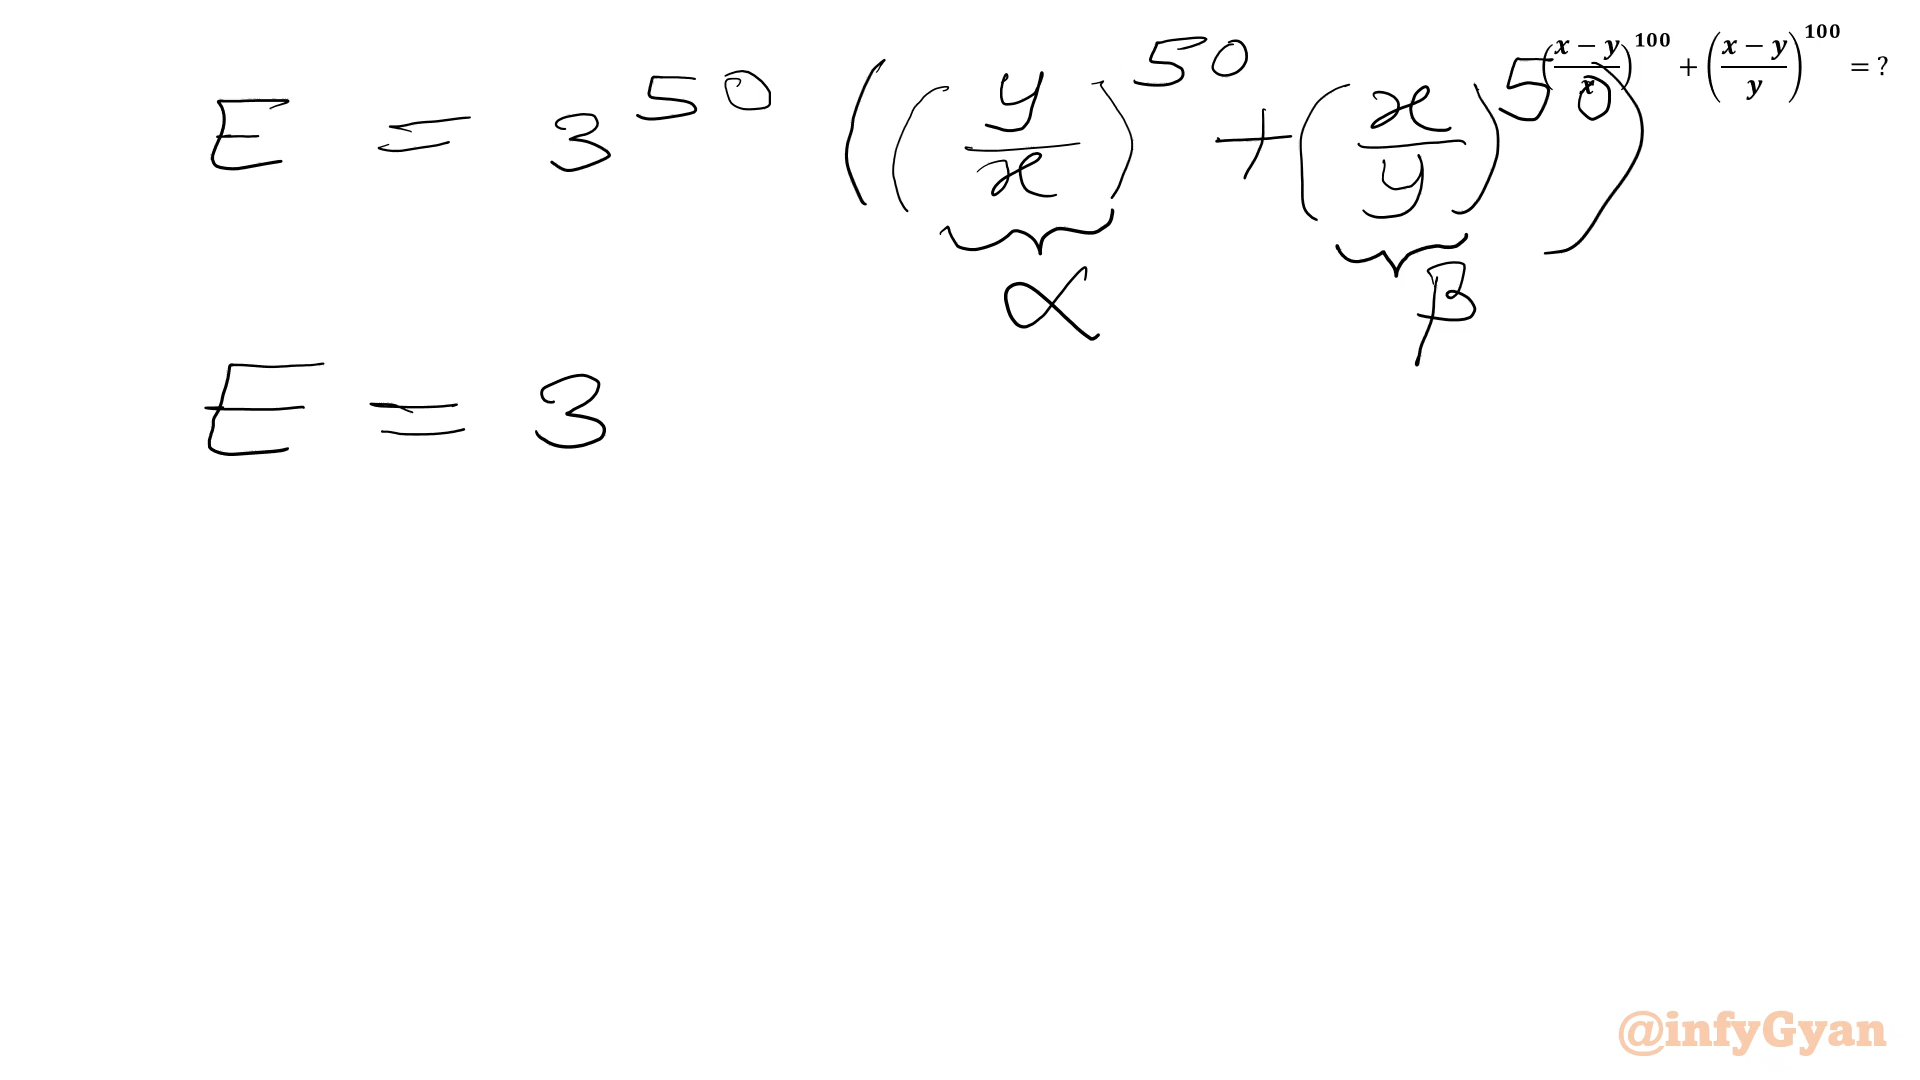 (x − y / x)^100 + (x − y / y)^100 = ?
E = 3^50 ((y/x)^50 + (x/y)^50)
α β
E = 3
@infyGyan